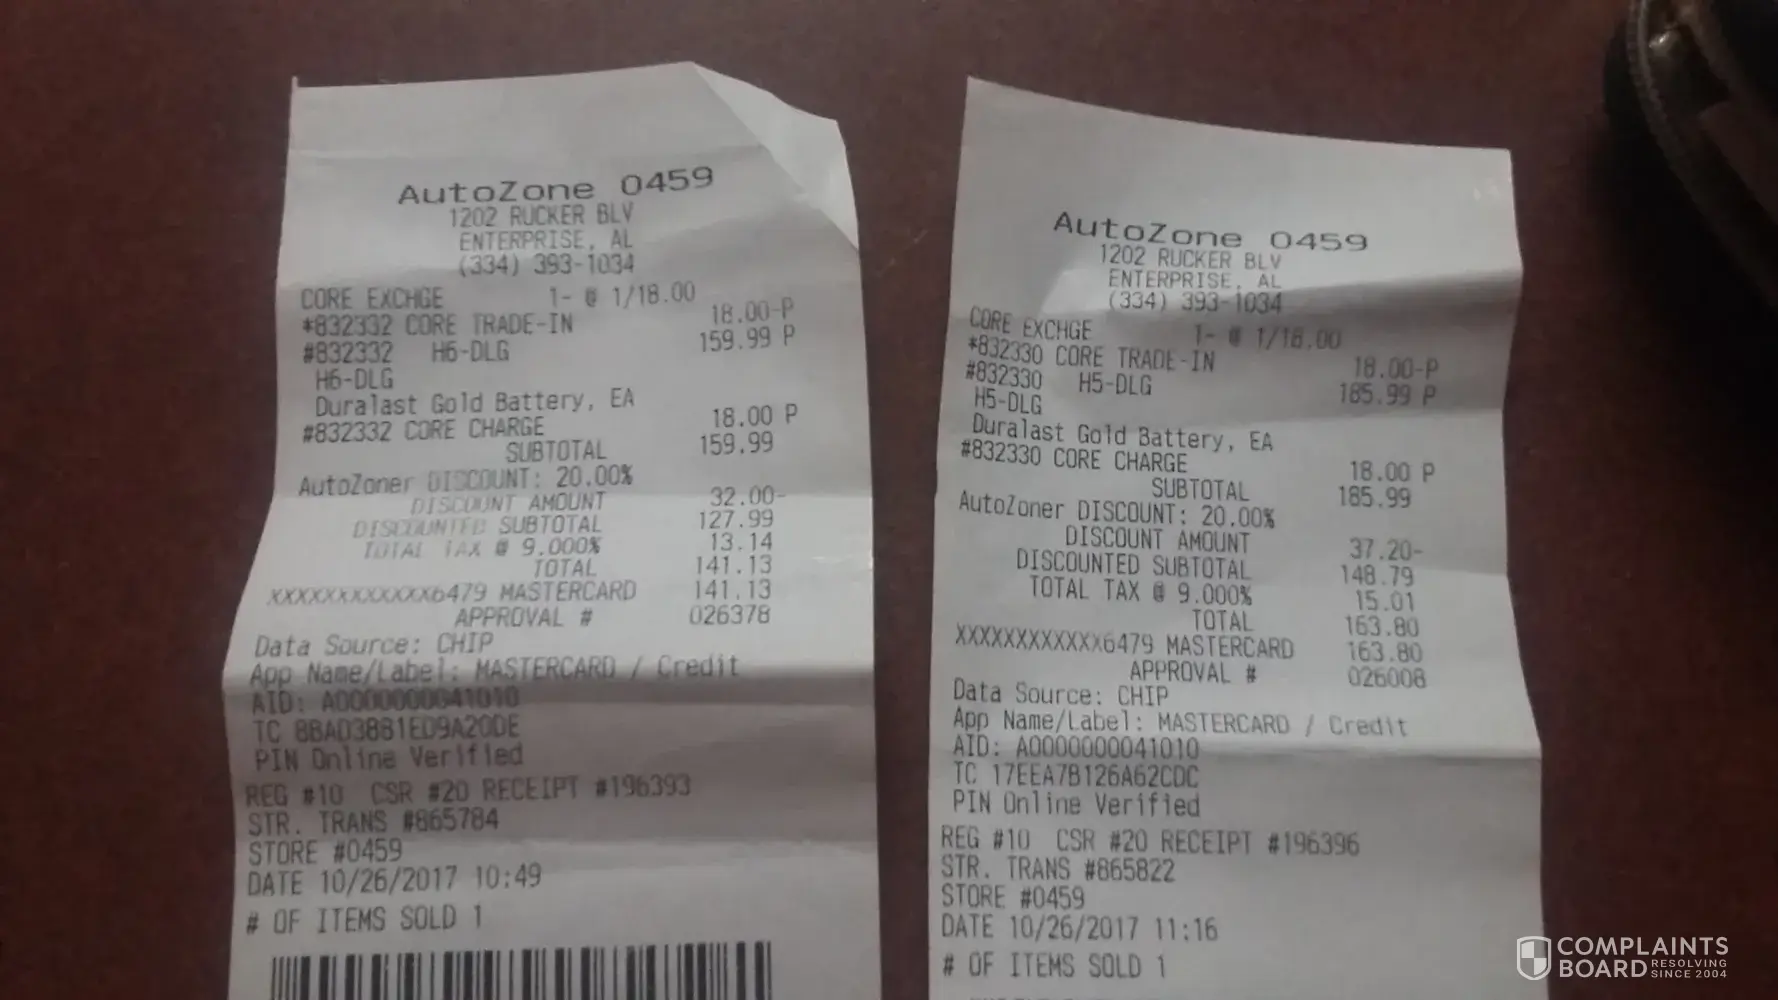 AutoZone 0459
1202 RUCKER BLV
ENTERPRISE, AL
(334) 393-1034
CORE EXCHGE 1- @ 1/18.00
*832332 CORE TRADE-IN 18.00-P
#832332 H6-DLG 159.99 P
H6-DLG
Duralast Gold Battery, EA
#832332 CORE CHARGE 18.00 P
SUBTOTAL 159.99
AutoZoner DISCOUNT: 20.00%
DISCOUNT AMOUNT 32.00-
DISCOUNTED SUBTOTAL 127.99
TOTAL TAX @ 9.000% 13.14
TOTAL 141.13
XXXXXXXXXXXX6479 MASTERCARD 141.13
APPROVAL # 026378
Data Source: CHIP
App Name/Label: MASTERCARD / Credit
AID: A0000000041010
TC 8BAD3881ED9A20DE
PIN Online Verified
REG #10 CSR #20 RECEIPT #196393
STR. TRANS #865784
STORE #0459
DATE 10/26/2017 10:49
# OF ITEMS SOLD 1
AutoZone 0459
1202 RUCKER BLV
ENTERPRISE, AL
(334) 393-1034
CORE EXCHGE 1- @ 1/18.00
*832330 CORE TRADE-IN 18.00-P
#832330 H5-DLG 185.99 P
H5-DLG
Duralast Gold Battery, EA
#832330 CORE CHARGE 18.00 P
SUBTOTAL 185.99
AutoZoner DISCOUNT: 20.00%
DISCOUNT AMOUNT 37.20-
DISCOUNTED SUBTOTAL 148.79
TOTAL TAX @ 9.000% 15.01
TOTAL 163.80
XXXXXXXXXXXX6479 MASTERCARD 163.80
APPROVAL # 026008
Data Source: CHIP
App Name/Label: MASTERCARD / Credit
AID: A0000000041010
TC 17EEA7B126A62CDC
PIN Online Verified
REG #10 CSR #20 RECEIPT #196396
STR. TRANS #865822
STORE #0459
DATE 10/26/2017 11:16
# OF ITEMS SOLD 1
COMPLAINTS
BOARD RESOLVING SINCE 2004